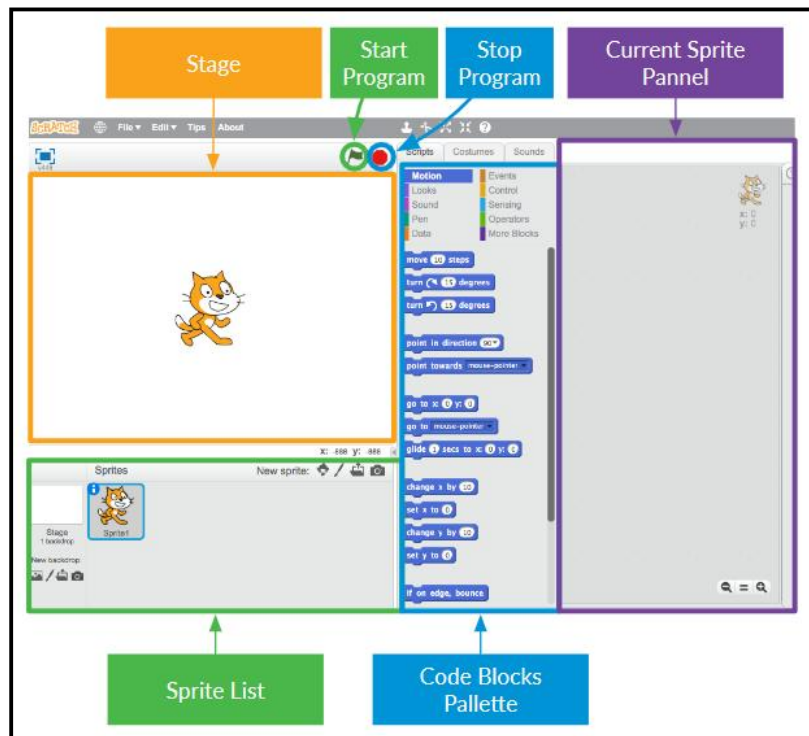 Stage
Start
Program
Stop
Program
Current Sprite
Pannel
SCRATCH
File Edit Tips About
v448
Scripts Costumes Sounds
Motion Events
Looks Control
Sound Sensing
Pen Operators
Data More Blocks
x: 0
y: 0
move 10 steps
turn 15 degrees
turn 15 degrees
point in direction 90
point towards mouse-pointer
go to x: 0 y: 0
go to mouse-pointer
glide 1 secs to x: 0 y: 0
change x by 10
set x to 0
change y by 10
set y to 0
if on edge, bounce
x: y:
Sprites New sprite:
Stage
1 backdrop
Sprite1
New backdrop:
Sprite List
Code Blocks
Pallette